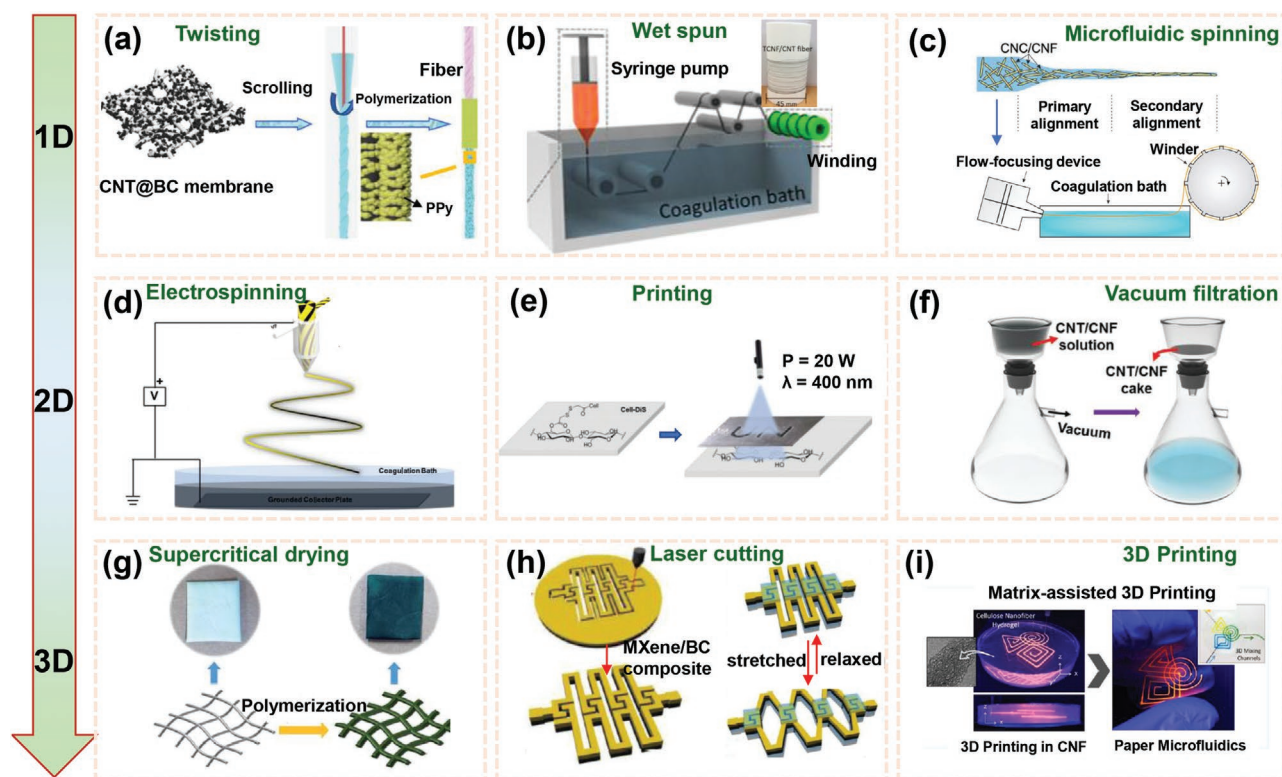 1D
2D
3D
(a)
Twisting
Scrolling
Polymerization
Fiber
CNT@BC membrane
PPy
(b)
Wet spun
Syringe pump
TCNF/CNT fiber
45 mm
Winding
Coagulation bath
(c)
Microfluidic spinning
CNC/CNF
Primary
alignment
Secondary
alignment
Flow-focusing device
Coagulation bath
Winder
(d)
Electrospinning
+
V
Coagulation Bath
Grounded Collector Plate
(e)
Printing
P = 20 W
λ = 400 nm
Cell-DiS
(f)
Vacuum filtration
CNT/CNF
solution
CNT/CNF
cake
Vacuum
(g)
Supercritical drying
Polymerization
(h)
Laser cutting
MXene/BC
composite
stretched
relaxed
(i)
3D Printing
Matrix-assisted 3D Printing
Cellulose Nanofiber
Hydrogel
3D Mixing
Channels
3D Printing in CNF
Paper Microfluidics